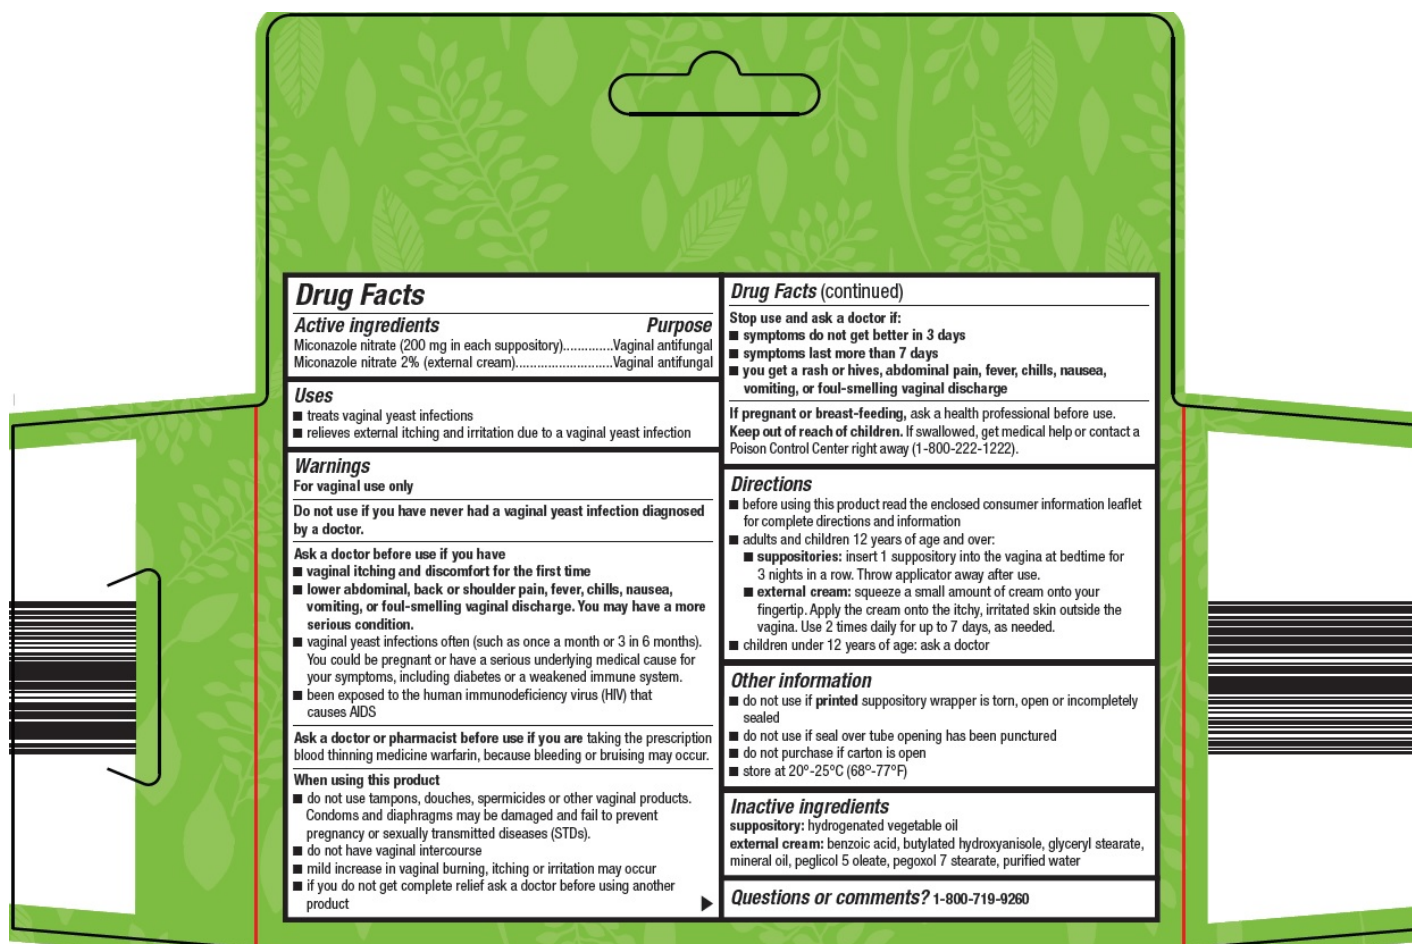 Drug Facts
Active ingredients Purpose
Miconazole nitrate (200 mg in each suppository)..............Vaginal antifungal
Miconazole nitrate 2% (external cream)...........................Vaginal antifungal
Uses
■ treats vaginal yeast infections
■ relieves external itching and irritation due to a vaginal yeast infection
Warnings
For vaginal use only
Do not use if you have never had a vaginal yeast infection diagnosed
by a doctor.
Ask a doctor before use if you have
■ vaginal itching and discomfort for the first time
■ lower abdominal, back or shoulder pain, fever, chills, nausea,
vomiting, or foul-smelling vaginal discharge. You may have a more
serious condition.
■ vaginal yeast infections often (such as once a month or 3 in 6 months).
You could be pregnant or have a serious underlying medical cause for
your symptoms, including diabetes or a weakened immune system.
■ been exposed to the human immunodeficiency virus (HIV) that
causes AIDS
Ask a doctor or pharmacist before use if you are taking the prescription
blood thinning medicine warfarin, because bleeding or bruising may occur.
When using this product
■ do not use tampons, douches, spermicides or other vaginal products.
Condoms and diaphragms may be damaged and fail to prevent
pregnancy or sexually transmitted diseases (STDs).
■ do not have vaginal intercourse
■ mild increase in vaginal burning, itching or irritation may occur
■ if you do not get complete relief ask a doctor before using another
product
Drug Facts (continued)
Stop use and ask a doctor if:
■ symptoms do not get better in 3 days
■ symptoms last more than 7 days
■ you get a rash or hives, abdominal pain, fever, chills, nausea,
vomiting, or foul-smelling vaginal discharge
If pregnant or breast-feeding, ask a health professional before use.
Keep out of reach of children. If swallowed, get medical help or contact a
Poison Control Center right away (1-800-222-1222).
Directions
■ before using this product read the enclosed consumer information leaflet
for complete directions and information
■ adults and children 12 years of age and over:
■ suppositories: insert 1 suppository into the vagina at bedtime for
3 nights in a row. Throw applicator away after use.
■ external cream: squeeze a small amount of cream onto your
fingertip. Apply the cream onto the itchy, irritated skin outside the
vagina. Use 2 times daily for up to 7 days, as needed.
■ children under 12 years of age: ask a doctor
Other information
■ do not use if printed suppository wrapper is torn, open or incompletely
sealed
■ do not use if seal over tube opening has been punctured
■ do not purchase if carton is open
■ store at 20°-25°C (68°-77°F)
Inactive ingredients
suppository: hydrogenated vegetable oil
external cream: benzoic acid, butylated hydroxyanisole, glyceryl stearate,
mineral oil, peglicol 5 oleate, pegoxol 7 stearate, purified water
Questions or comments? 1-800-719-9260